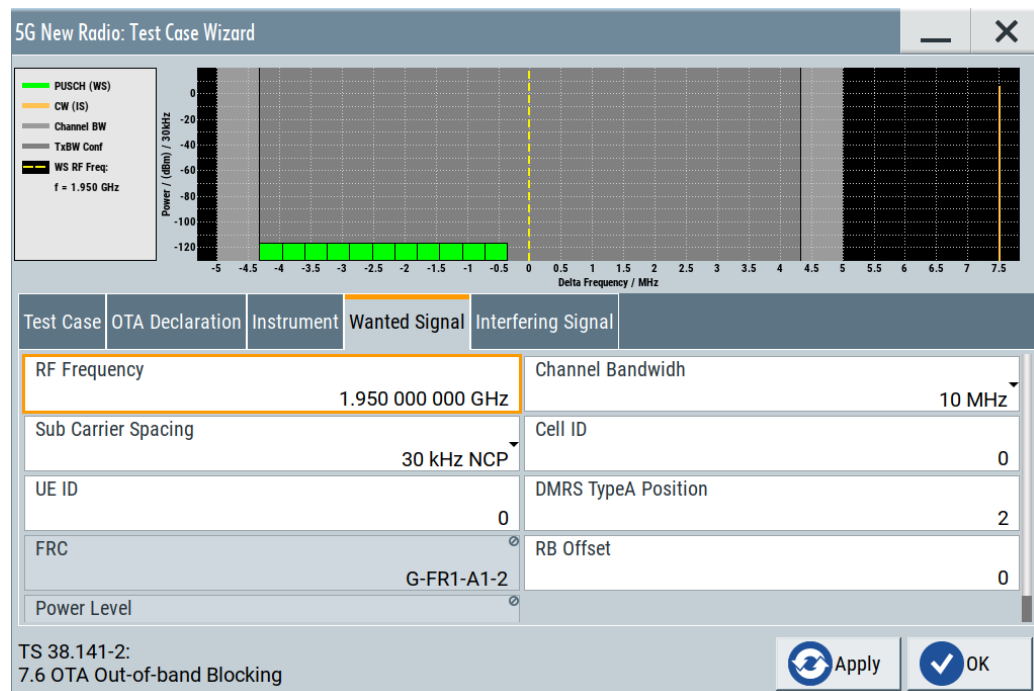 5G New Radio: Test Case Wizard
PUSCH (WS)
CW (IS)
Channel BW
TxBW Conf
WS RF Freq:
f = 1.950 GHz
Power / (dBm) / 30kHz
0
-20
-40
-60
-80
-100
-120
-5 -4.5 -4 -3.5 -3 -2.5 -2 -1.5 -1 -0.5 0 0.5 1 1.5 2 2.5 3 3.5 4 4.5 5 5.5 6 6.5 7 7.5
Delta Frequency / MHz
Test Case OTA Declaration Instrument Wanted Signal Interfering Signal
RF Frequency
1.950 000 000 GHz
Channel Bandwidh
10 MHz
Sub Carrier Spacing
30 kHz NCP
Cell ID
0
UE ID
0
DMRS TypeA Position
2
FRC
G-FR1-A1-2
RB Offset
0
Power Level
TS 38.141-2:
7.6 OTA Out-of-band Blocking
Apply
OK